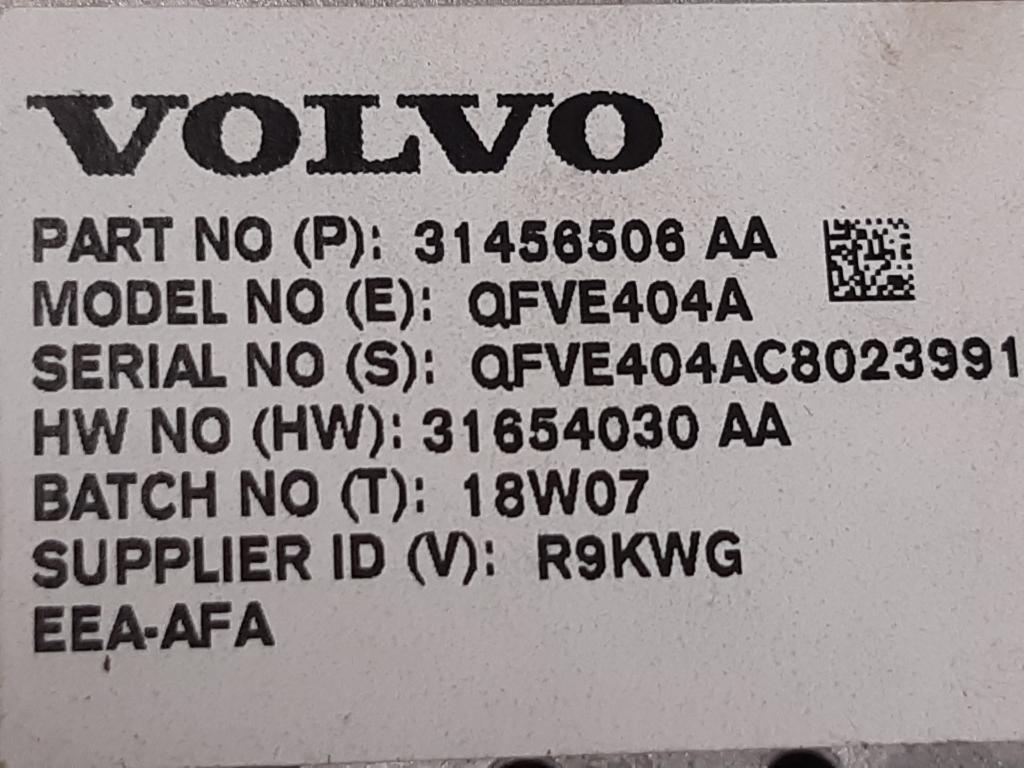 VOLVO
PART NO (P): 31456506 AA
MODEL NO (E): QFVE404A
SERIAL NO (S): QFVE404AC8023991
HW NO (HW): 31654030 AA
BATCH NO (T): 18W07
SUPPLIER ID (V): R9KWG
EEA-AFA